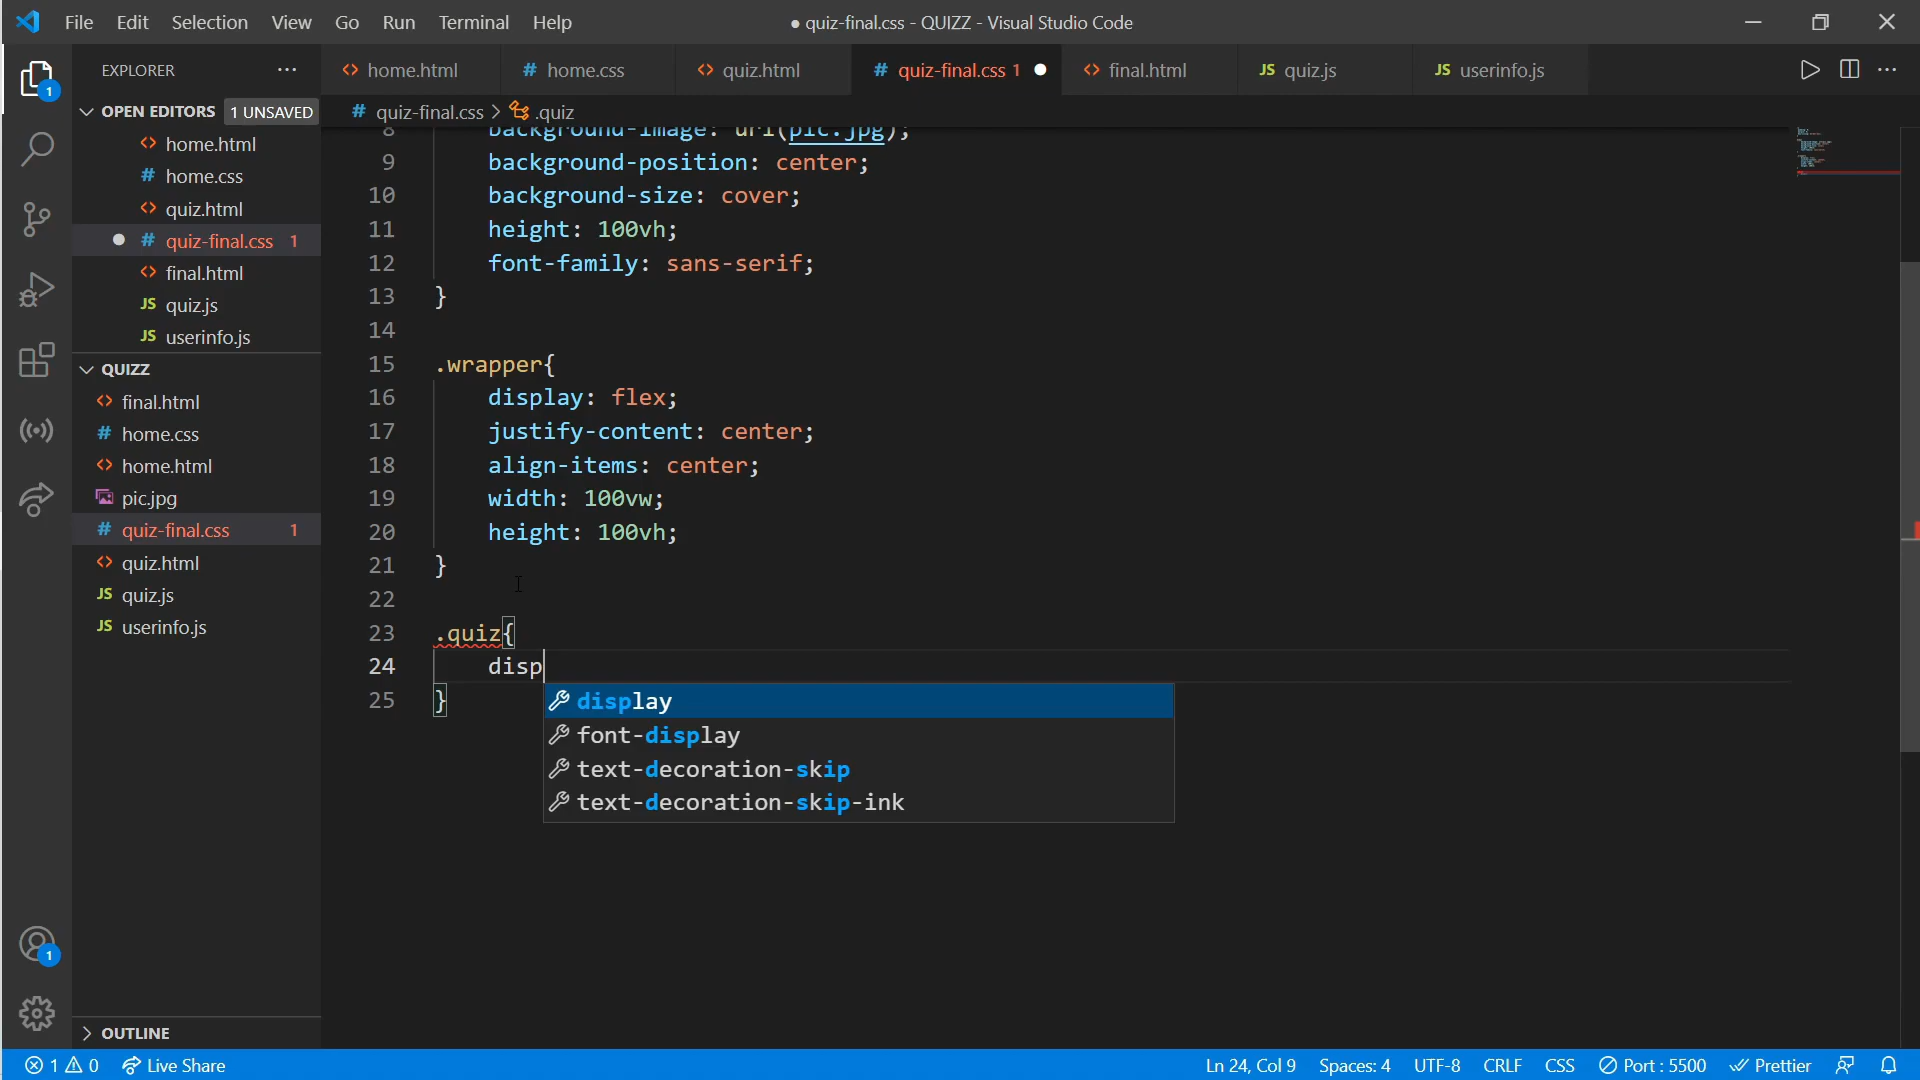 File Edit Selection View Go Run Terminal Help
● quiz-final.css - QUIZZ - Visual Studio Code
EXPLORER
OPEN EDITORS 1 UNSAVED
<> home.html
# home.css
<> quiz.html
● # quiz-final.css 1
<> final.html
JS quiz.js
JS userinfo.js
QUIZZ
<> final.html
# home.css
<> home.html
pic.jpg
# quiz-final.css 1
<> quiz.html
JS quiz.js
JS userinfo.js
OUTLINE
1
1
<> home.html # home.css <> quiz.html # quiz-final.css 1 ● <> final.html JS quiz.js JS userinfo.js
# quiz-final.css > .quiz
8 background-image: url(pic.jpg);
9 background-position: center;
10 background-size: cover;
11 height: 100vh;
12 font-family: sans-serif;
13 }
14
15 .wrapper{
16 display: flex;
17 justify-content: center;
18 align-items: center;
19 width: 100vw;
20 height: 100vh;
21 }
22
23 .quiz{
24 disp
25 }
display
font-display
text-decoration-skip
text-decoration-skip-ink
1 0 Live Share Ln 24, Col 9 Spaces: 4 UTF-8 CRLF CSS Port : 5500 Prettier